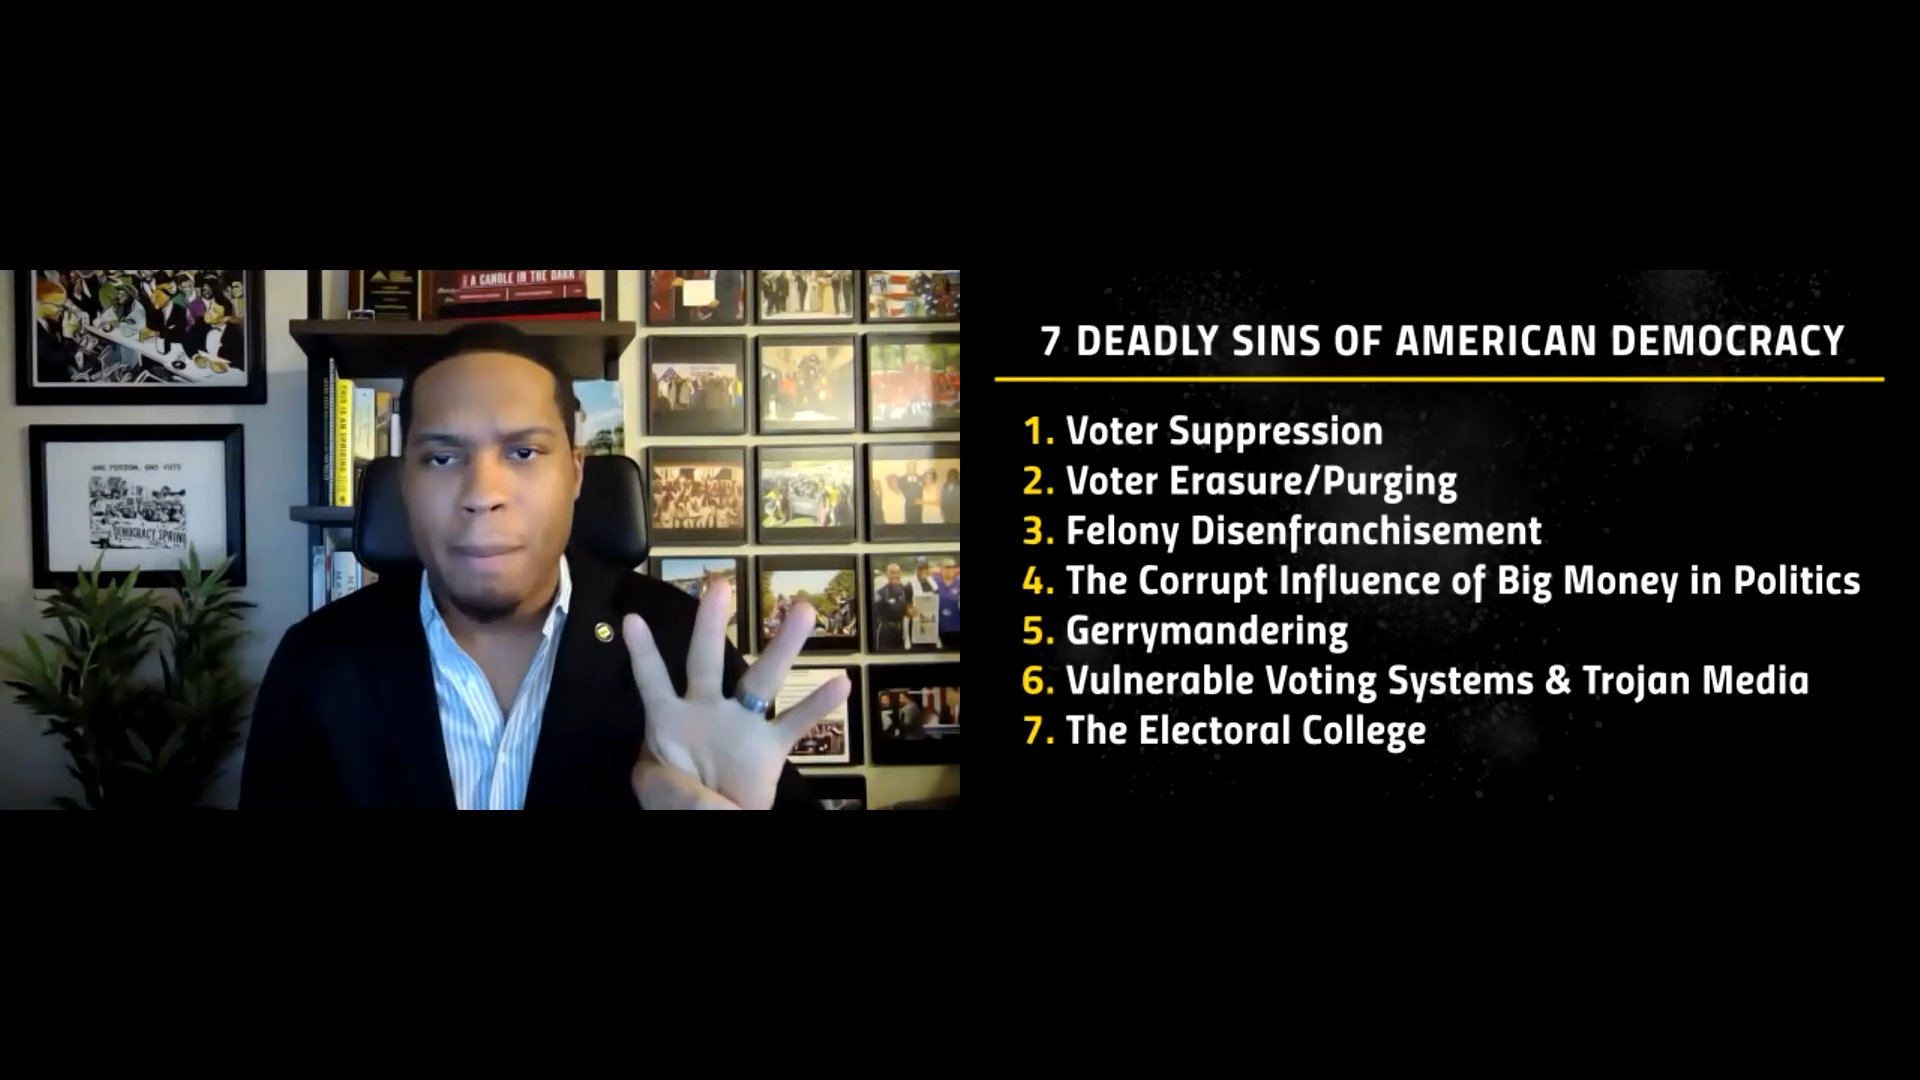 A CANDLE IN THE DARK
THIS IS AN UPRISING
ONE PERSON, ONE VOTE
DEMOCRACY SPRING
7 DEADLY SINS OF AMERICAN DEMOCRACY
1. Voter Suppression
2. Voter Erasure/Purging
3. Felony Disenfranchisement
4. The Corrupt Influence of Big Money in Politics
5. Gerrymandering
6. Vulnerable Voting Systems & Trojan Media
7. The Electoral College